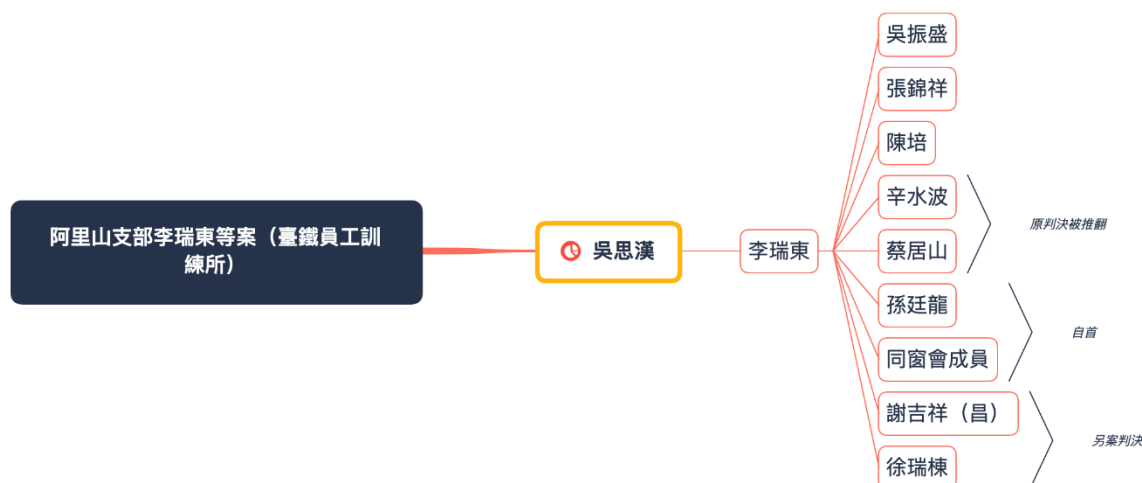 阿里山支部李瑞東等案（臺鐵員工訓
練所）
吳思漢
李瑞東
吳振盛
張錦祥
陳培
辛水波
蔡居山
原判決被推翻
孫廷龍
同窗會成員
自首
謝吉祥（昌）
徐瑞棟
另案判決